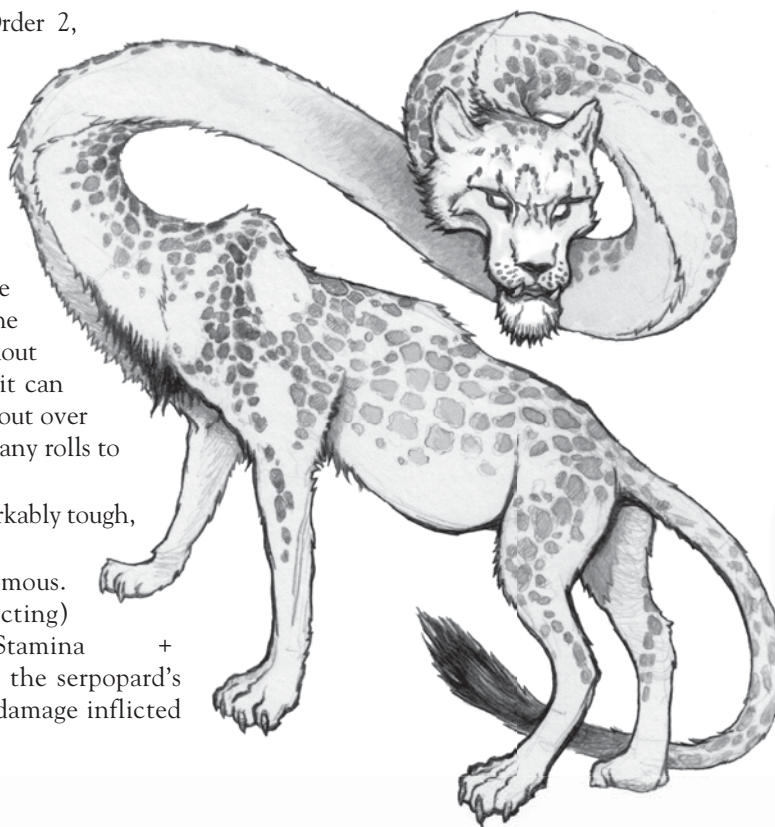 Order 2,
e
ne
out
it can
out over
any rolls to
rkably tough,
mous.
cting)
Stamina +
the serpopard’s
damage inflicted